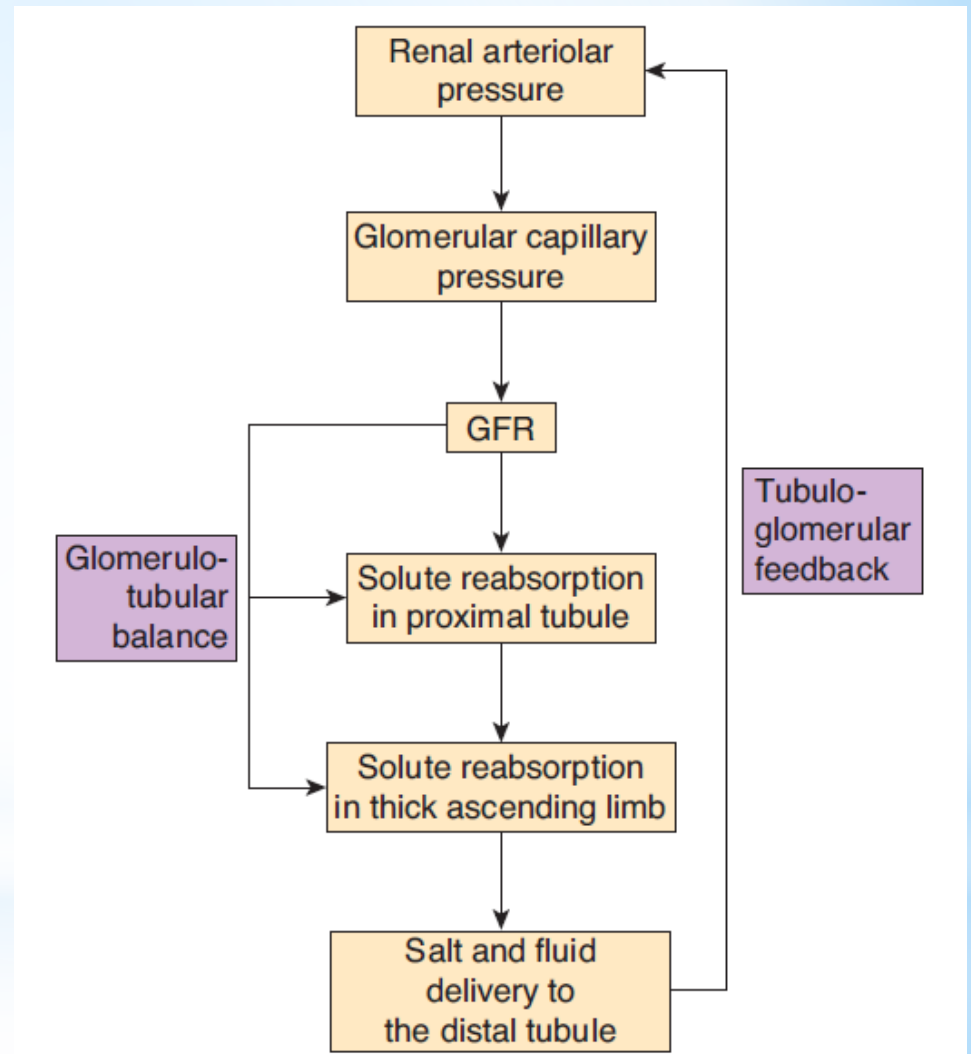 Renal arteriolar
pressure
Glomerular capillary
pressure
GFR
Glomerulo-
tubular
balance
Tubulo-
glomerular
feedback
Solute reabsorption
in proximal tubule
Solute reabsorption
in thick ascending limb
Salt and fluid
delivery to
the distal tubule